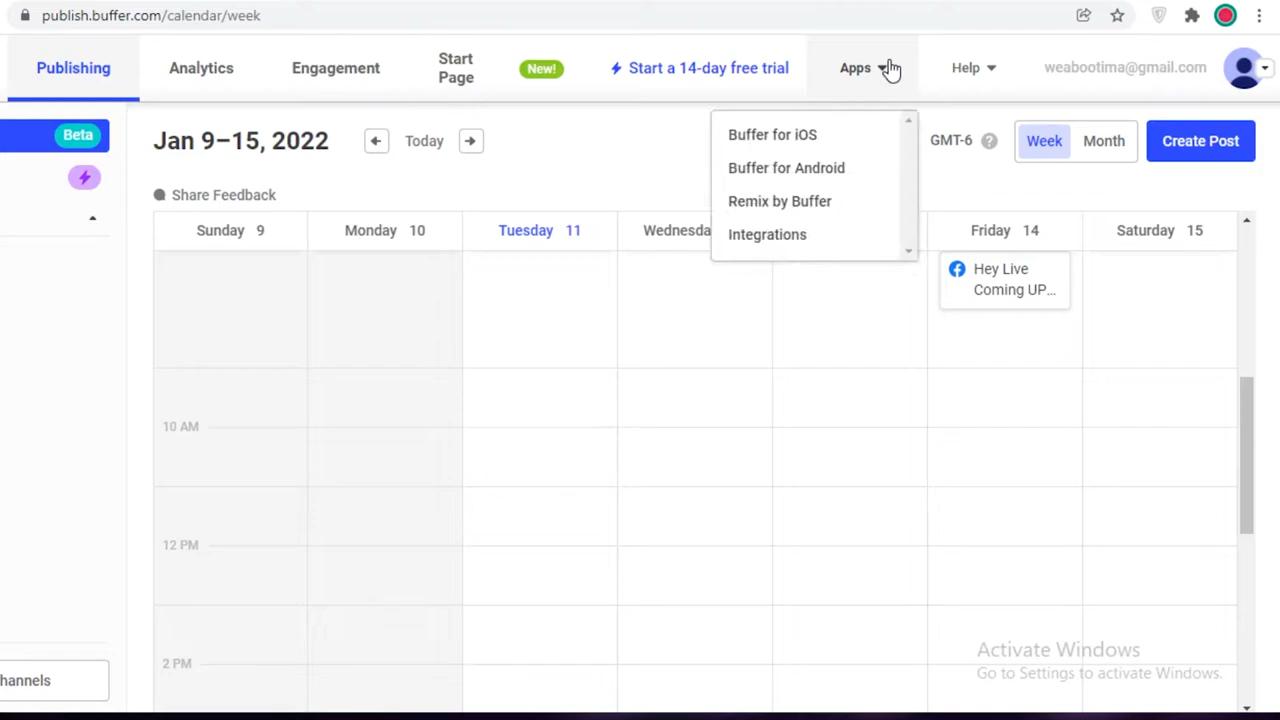 publish.buffer.com/calendar/week
Publishing
Analytics
Engagement
Start
Page
New!
Start a 14-day free trial
Apps
Help
weabootima@gmail.com
Beta
Jan 9–15, 2022
Today
Buffer for iOS
Buffer for Android
Remix by Buffer
Integrations
GMT-6
Week
Month
Create Post
Share Feedback
Sunday 9
Monday 10
Tuesday 11
Wednesda
Friday 14
Saturday 15
Hey Live
Coming UP...
10 AM
12 PM
2 PM
hannels
Activate Windows
Go to Settings to activate Windows.